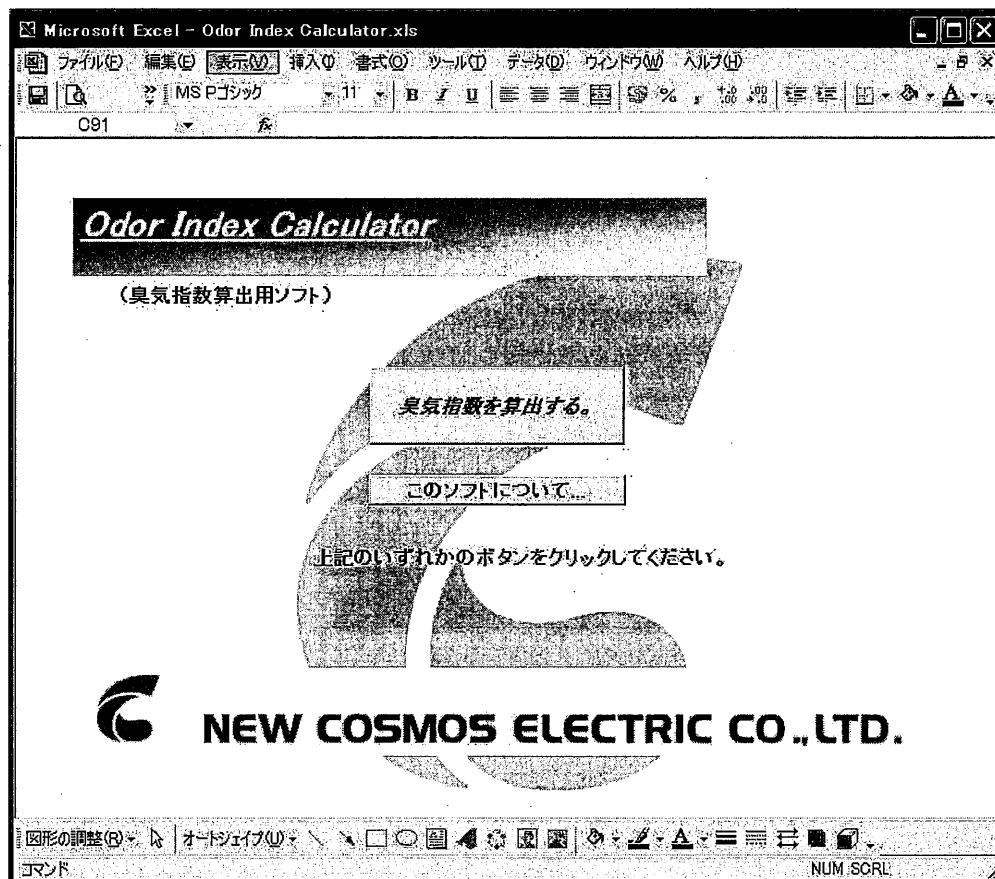 Microsoft Excel - Odor Index Calculator.xls
ファイル(F) 編集(E) 表示(V) 挿入(I) 書式(O) ツール(T) データ(D) ウィンドウ(W) ヘルプ(H)
MS Pゴシック 11 B I U
C91 fx
Odor Index Calculator
(臭気指数算出用ソフト)
臭気指数を算出する。
このソフトについて...
上記のいずれかのボタンをクリックしてください。
NEW COSMOS ELECTRIC CO.,LTD.
図形の調整(R) オートシェイプ(U)
コマンド NUM SCRL